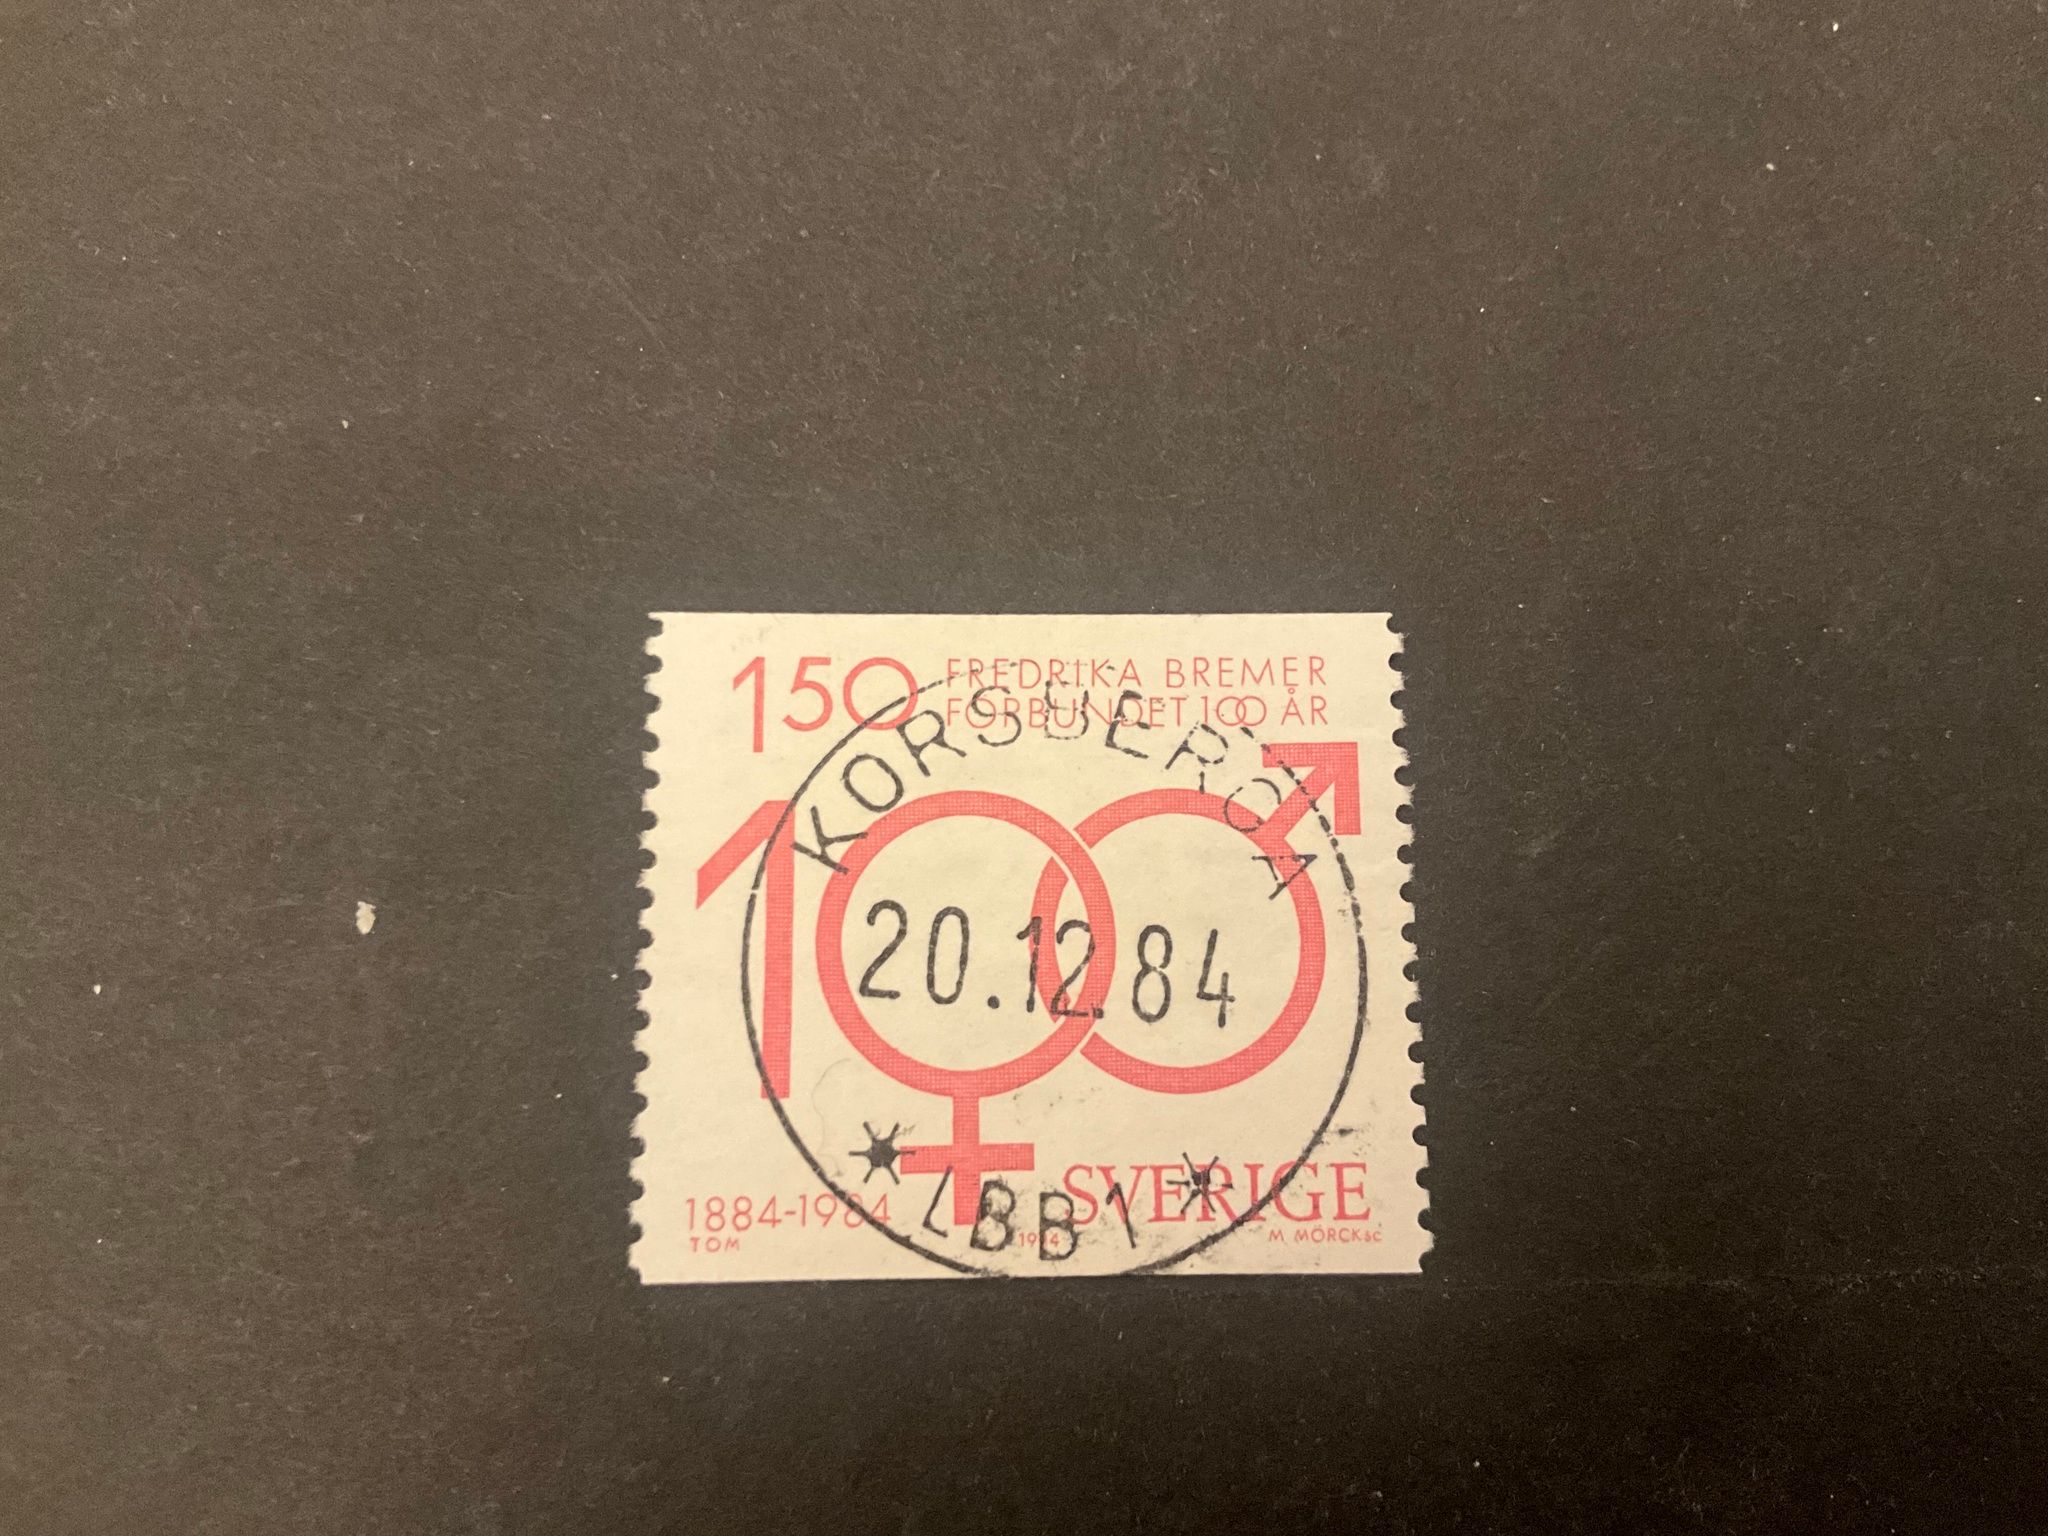 150 FREDRIKA BREMER
FÖRBUNDET 100 ÅR
KORSBERGA
100
20.12.84
1884-1984
SVERIGE
TOM
1984
M MÖRCK sc
LBB 1